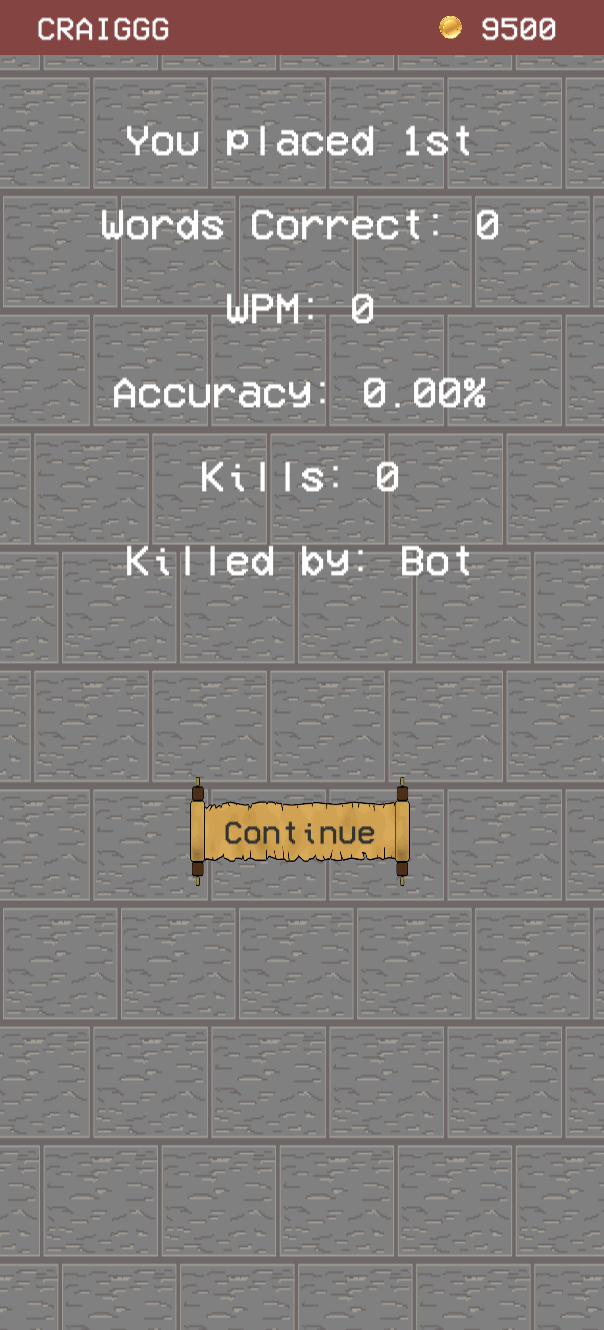 CRAIGGG 9500
You placed 1st
Words Correct: 0
WPM: 0
Accuracy: 0.00%
Kills: 0
Killed by: Bot
Continue